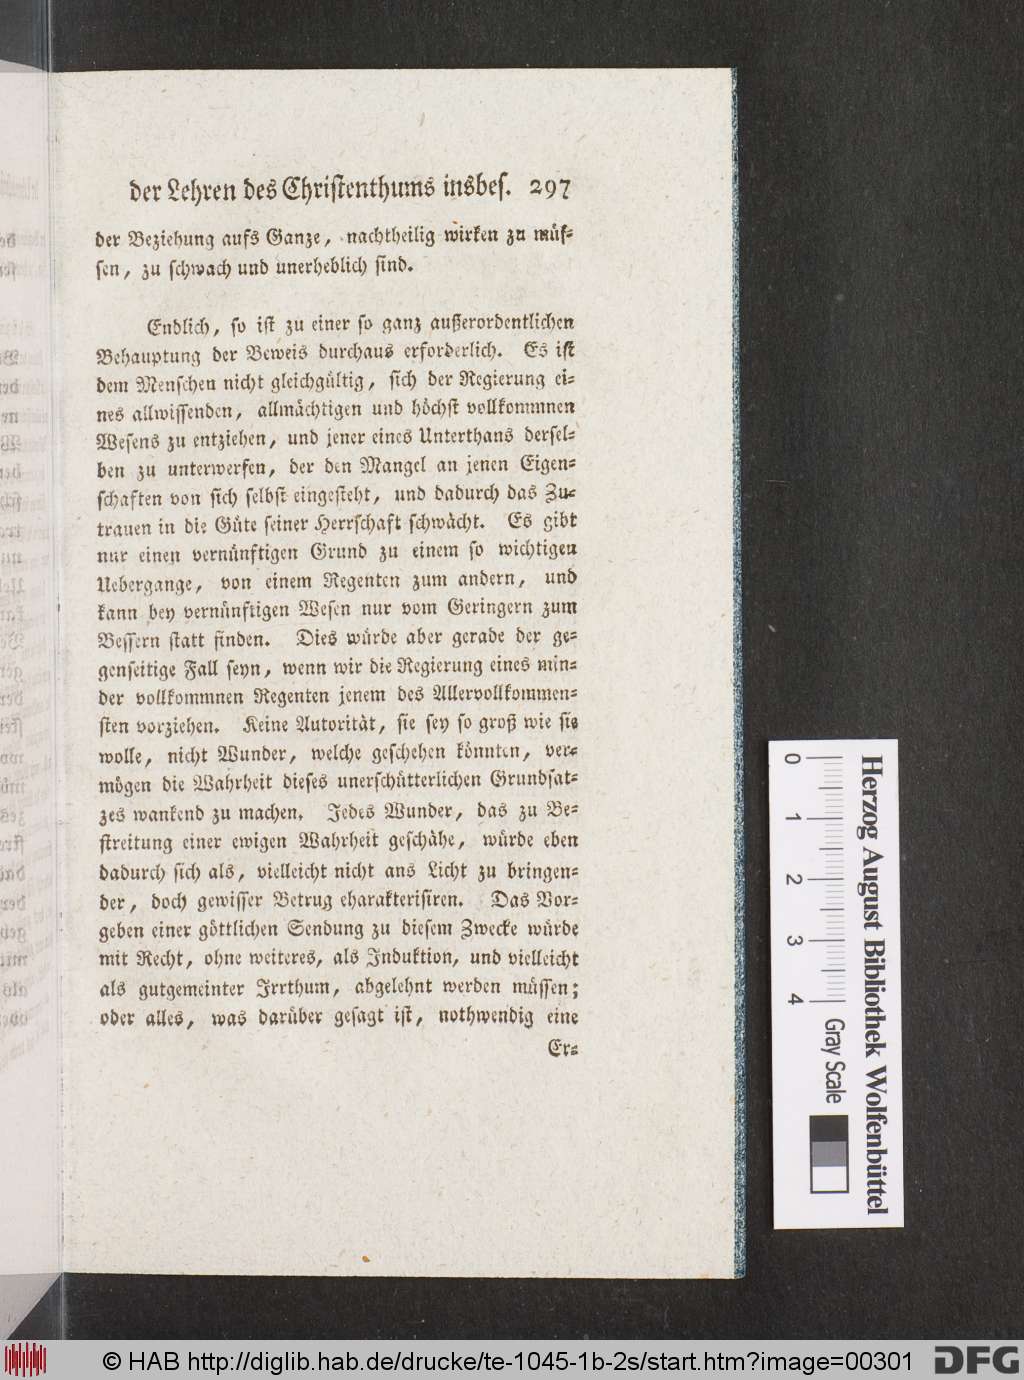 der Lehren des Christenthums insbes. 297
der Beziehung aufs Ganze, nachtheilig wirken zu müs-
sen, zu schwach und unerheblich sind.
Endlich, so ist zu einer so ganz außerordentlichen
Behauptung der Beweis durchaus erforderlich. Es ist
dem Menschen nicht gleichgültig, sich der Regierung ei-
nes allwissenden, allmächtigen und höchst vollkommnen
Wesens zu entziehen, und jener eines Unterthans dersel-
ben zu unterwerfen, der den Mangel an jenen Eigen-
schaften von sich selbst eingesteht, und dadurch das Zu-
trauen in die Güte seiner Herrschaft schwächt. Es gibt
nur einen vernünftigen Grund zu einem so wichtigen
Uebergange, von einem Regenten zum andern, und
kann bey vernünftigen Wesen nur vom Geringern zum
Bessern statt finden. Dies würde aber gerade der ge-
genseitige Fall seyn, wenn wir die Regierung eines min-
der vollkommnen Regenten jenem des Allervollkommen-
sten vorziehen. Keine Autorität, sie sey so groß wie sie
wolle, nicht Wunder, welche geschehen könnten, ver-
mögen die Wahrheit dieses unerschütterlichen Grundsat-
zes wankend zu machen. Jedes Wunder, das zu Be-
streitung einer ewigen Wahrheit geschähe, würde eben
dadurch sich als, vielleicht nicht ans Licht zu bringen-
der, doch gewisser Betrug eharakterisiren. Das Vor-
geben einer göttlichen Sendung zu diesem Zwecke würde
mit Recht, ohne weiteres, als Induktion, und vielleicht
als gutgemeinter Irrthum, abgelehnt werden müssen;
oder alles, was darüber gesagt ist, nothwendig eine
Er-
Herzog August Bibliothek Wolfenbüttel
0 1 2 3 4 Gray Scale
© HAB http://diglib.hab.de/drucke/te-1045-1b-2s/start.htm?image=00301
DFG